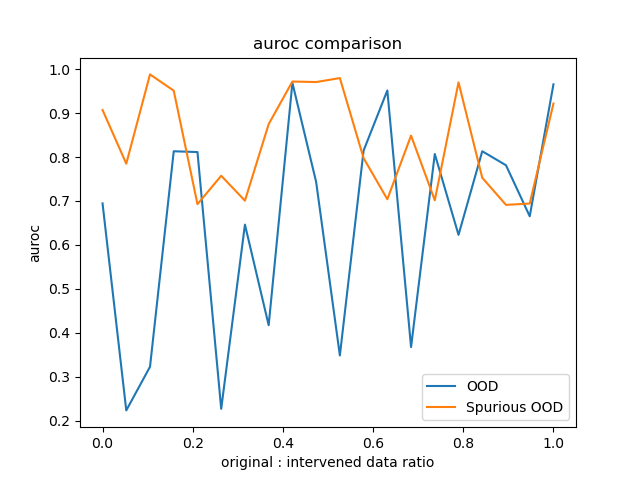 auroc comparison
1.0
0.9
0.8
0.7
0.6
0.5
0.4
0.3
0.2
auroc
OOD
Spurious OOD
0.0 0.2 0.4 0.6 0.8 1.0
original : intervened data ratio